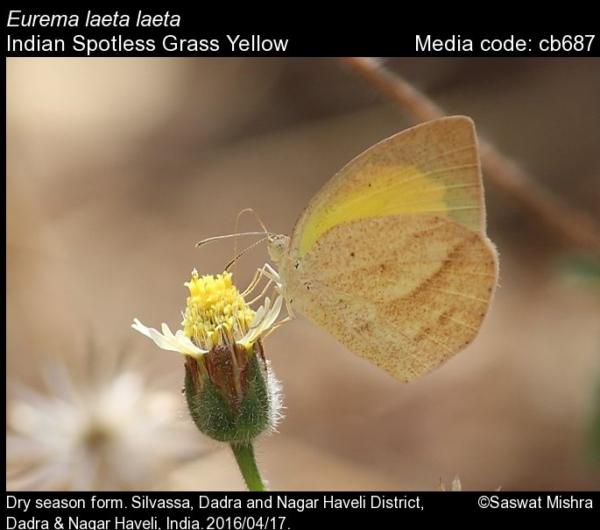 Eurema laeta laeta
Indian Spotless Grass Yellow Media code: cb687
Dry season form. Silvassa, Dadra and Nagar Haveli District, ©Saswat Mishra
Dadra & Nagar Haveli, India. 2016/04/17.